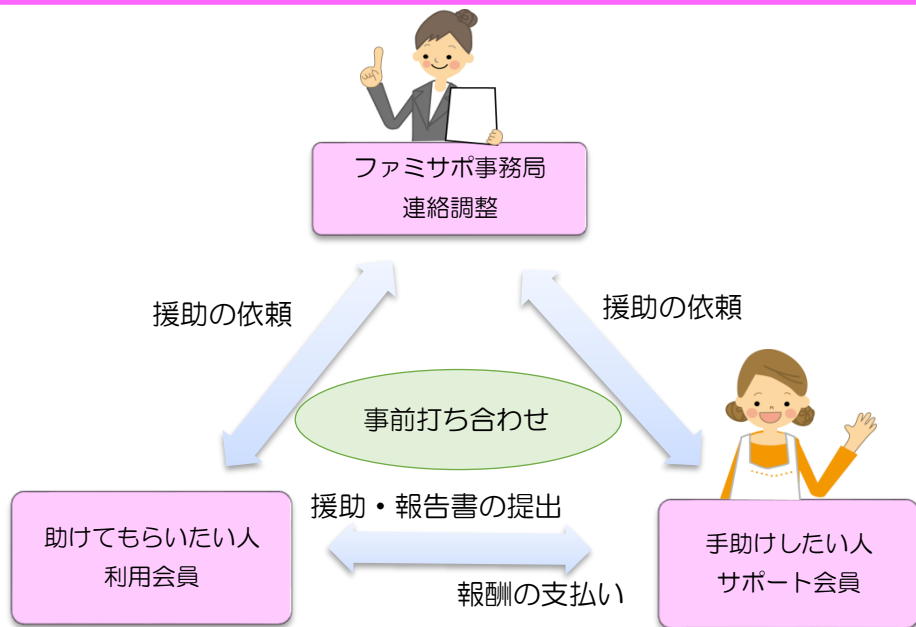 ファミサポ事務局
連絡調整
援助の依頼
援助の依頼
事前打ち合わせ
助けてもらいたい人
利用会員
援助・報告書の提出
報酬の支払い
手助けしたい人
サポート会員